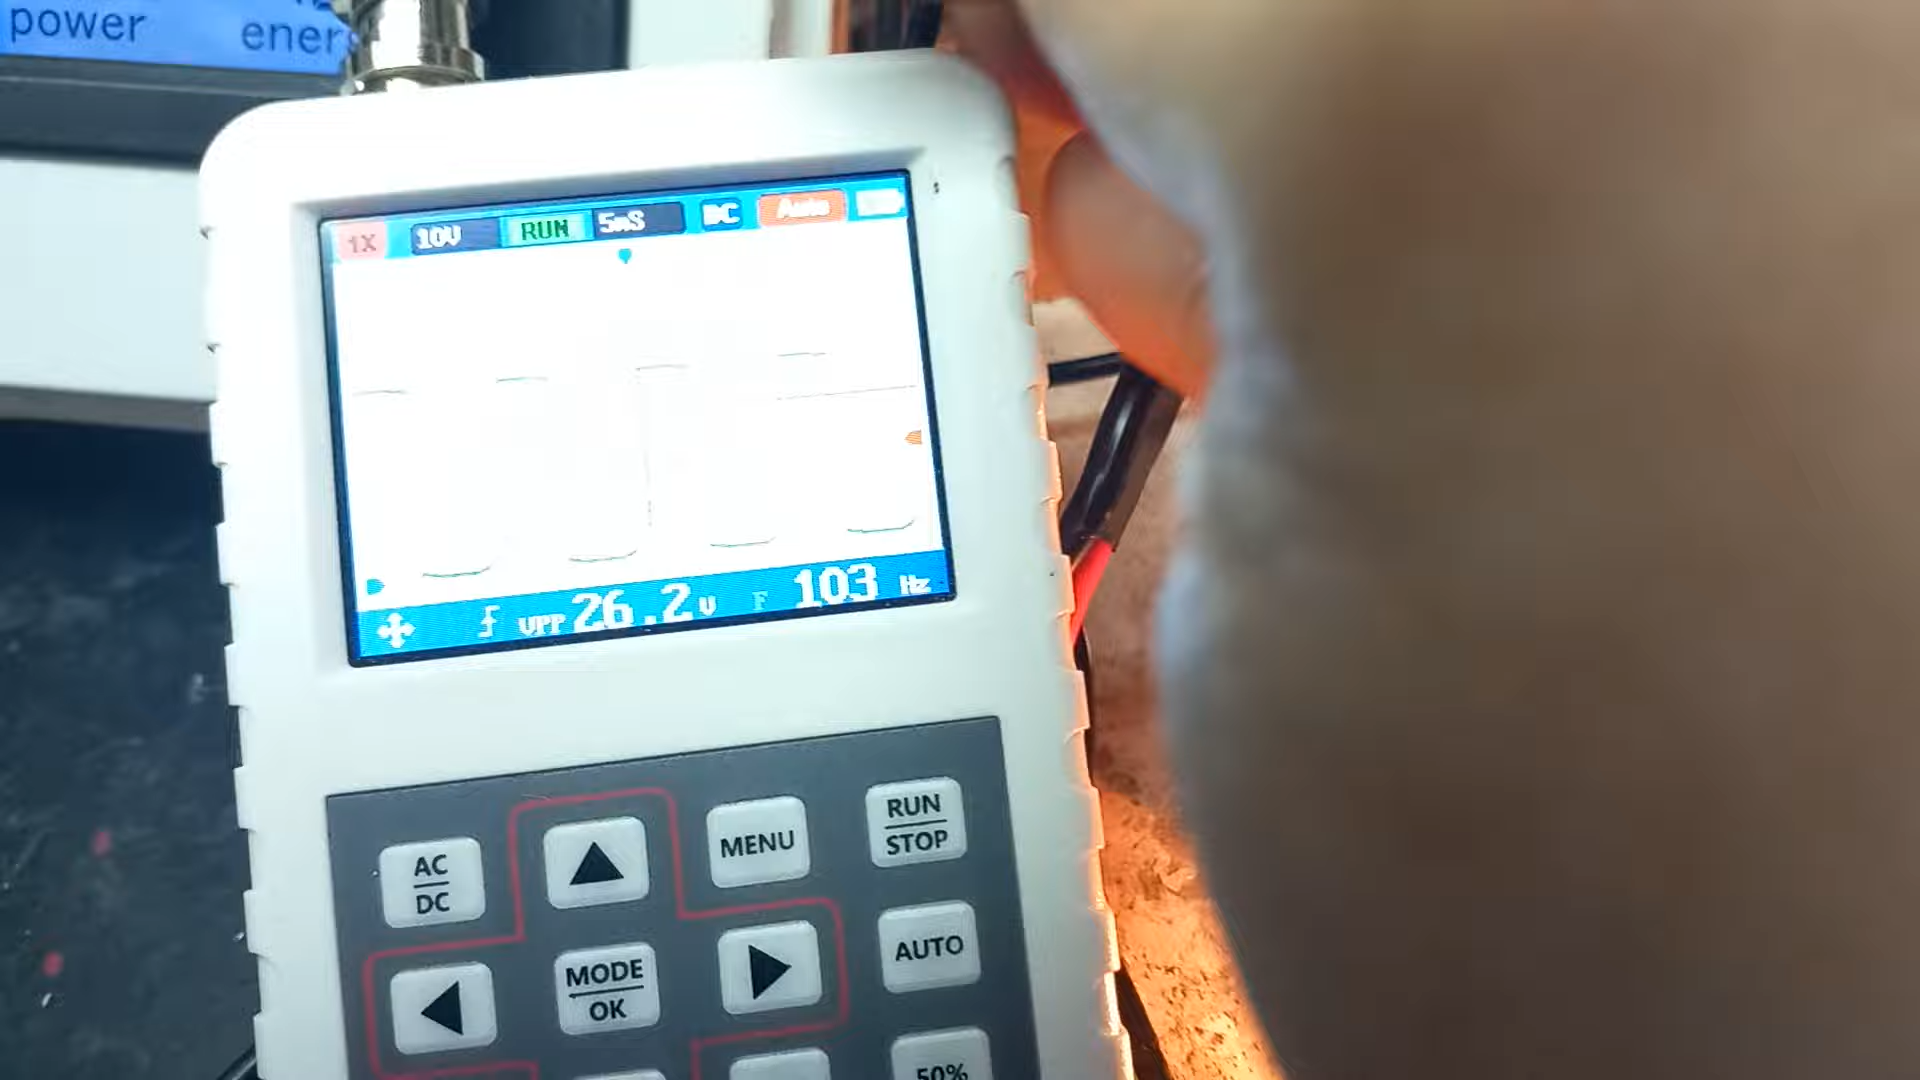 power
ener
1X 10V RUN 5mS DC Auto
VPP 26.2V F 103 Hz
AC
DC
MENU
RUN
STOP
MODE
OK
AUTO
50%